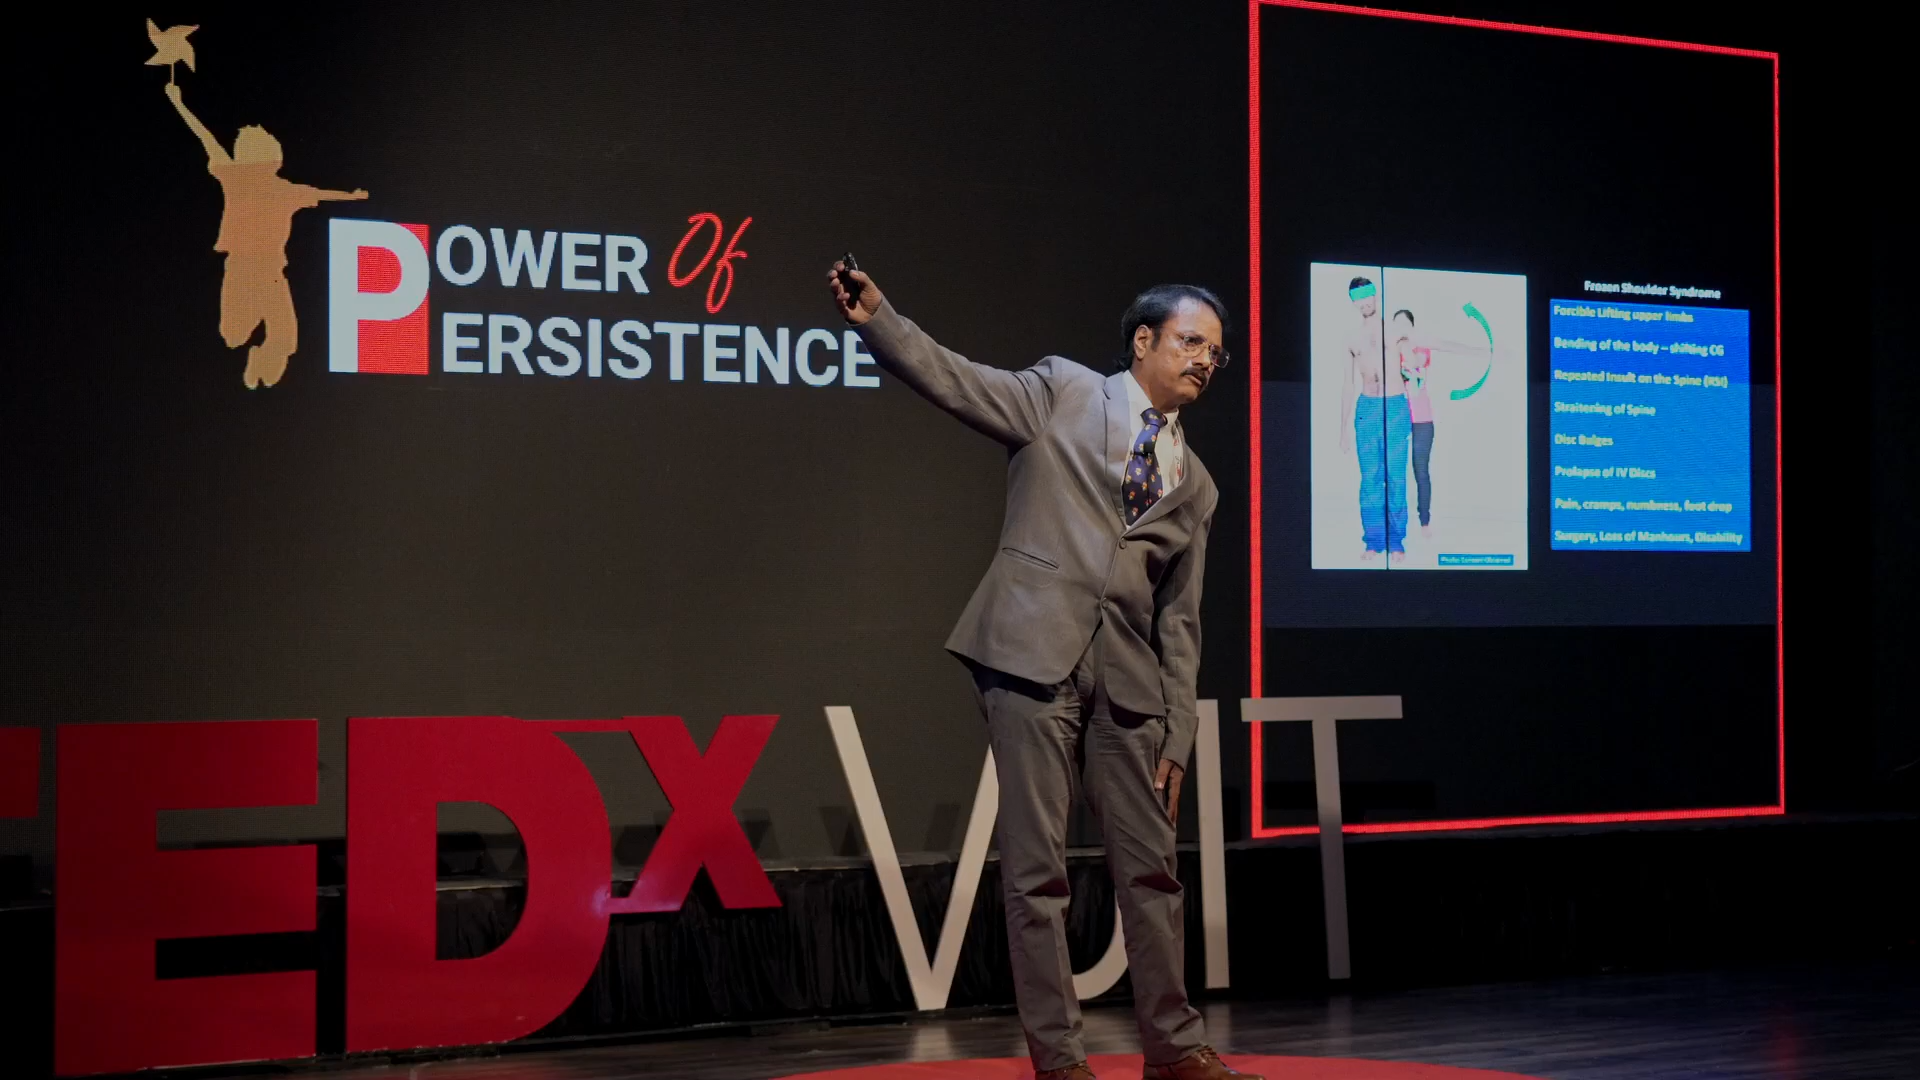 POWER Of
PERSISTENCE
Frozen Shoulder Syndrome
Forcible Lifting upper limbs
Bending of the body – shifting CG
Repeated Insult on the Spine (RSI)
Straitening of Spine
Disc Bulges
Prolapse of IV Discs
Pain, cramps, numbness, foot drop
Surgery, Loss of Manhours, Disability
TEDx VJIT